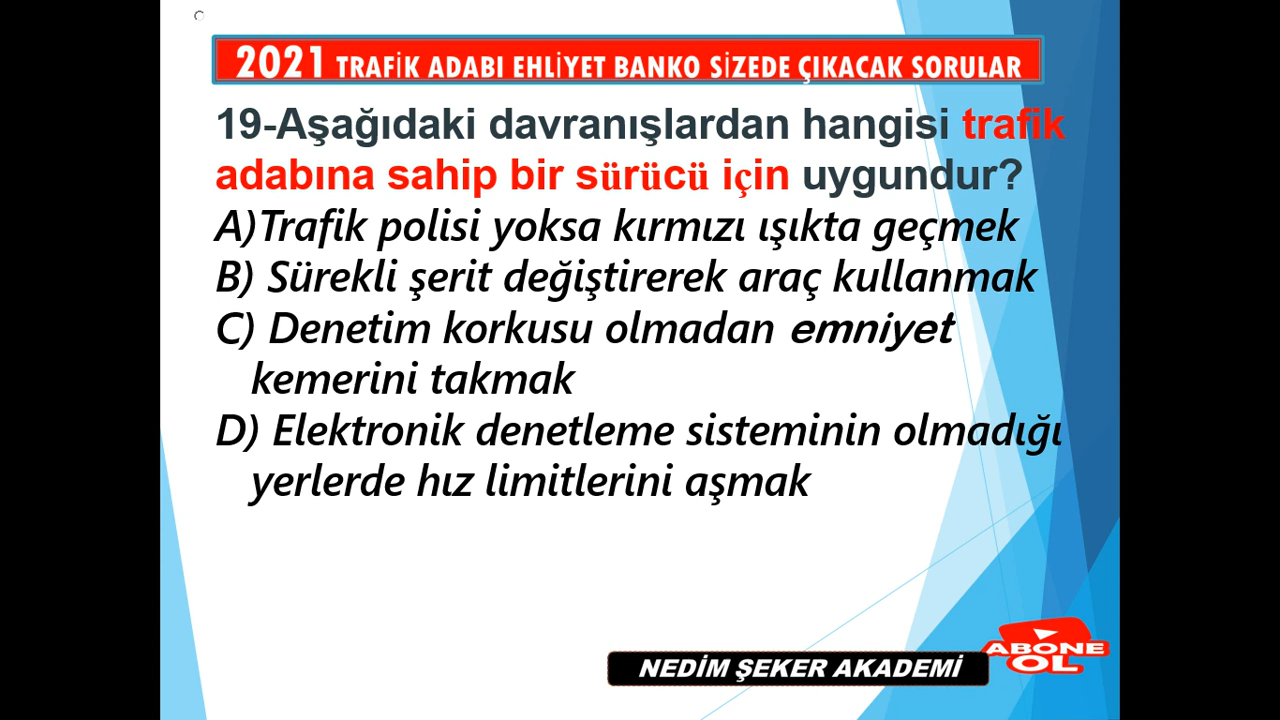 2021 TRAFİK ADABI EHLİYET BANKO SİZEDE ÇIKACAK SORULAR
19-Aşağıdaki davranışlardan hangisi trafik
adabına sahip bir sürücü için uygundur?
A)Trafik polisi yoksa kırmızı ışıkta geçmek
B) Sürekli şerit değiştirerek araç kullanmak
C) Denetim korkusu olmadan emniyet
kemerini takmak
D) Elektronik denetleme sisteminin olmadığı
yerlerde hız limitlerini aşmak
ABONE
OL
NEDİM ŞEKER AKADEMİ